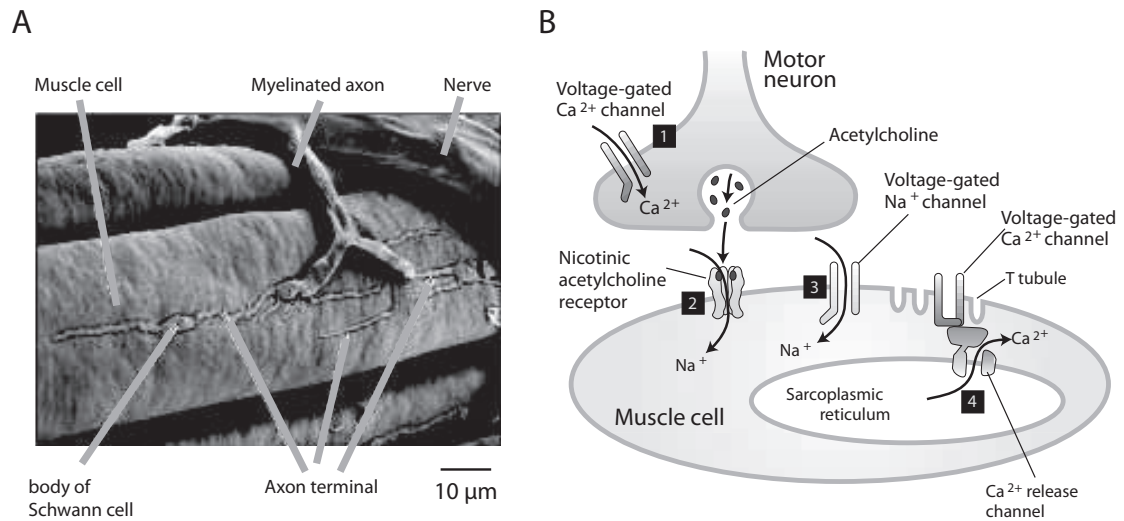 A
Muscle cell
Myelinated axon
Nerve
body of
Schwann cell
Axon terminal
10 µm
B
Motor
neuron
Voltage-gated
Ca 2+ channel
1
Acetylcholine
Ca 2+
Voltage-gated
Na + channel
Voltage-gated
Ca 2+ channel
Nicotinic
acetylcholine
receptor
2
3
T tubule
Na +
Na +
Ca 2+
Sarcoplasmic
reticulum
4
Muscle cell
Ca 2+ release
channel